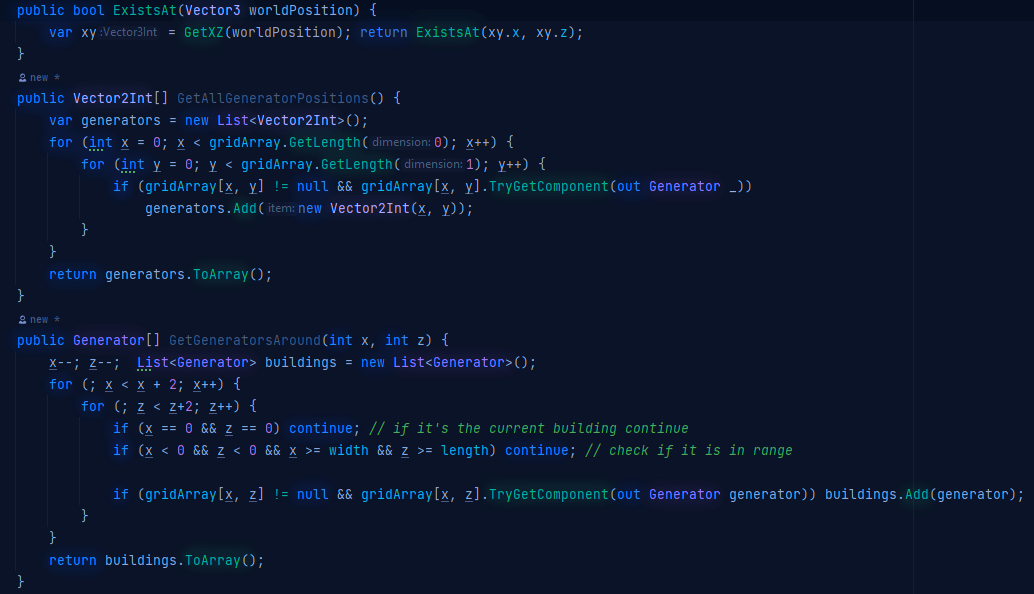 public bool ExistsAt(Vector3 worldPosition) {
var xy :Vector3Int = GetXZ(worldPosition); return ExistsAt(xy.x, xy.z);
}
new *
public Vector2Int[] GetAllGeneratorPositions() {
var generators = new List<Vector2Int>();
for (int x = 0; x < gridArray.GetLength( dimension: 0); x++) {
for (int y = 0; y < gridArray.GetLength( dimension: 1); y++) {
if (gridArray[x, y] != null && gridArray[x, y].TryGetComponent(out Generator _))
generators.Add( item: new Vector2Int(x, y));
}
}
return generators.ToArray();
}
new *
public Generator[] GetGeneratorsAround(int x, int z) {
x--; z--;  List<Generator> buildings = new List<Generator>();
for (; x < x + 2; x++) {
for (; z < z+2; z++) {
if (x == 0 && z == 0) continue; // if it's the current building continue
if (x < 0 && z < 0 && x >= width && z >= length) continue; // check if it is in range
if (gridArray[x, z] != null && gridArray[x, z].TryGetComponent(out Generator generator)) buildings.Add(generator);
}
}
return buildings.ToArray();
}